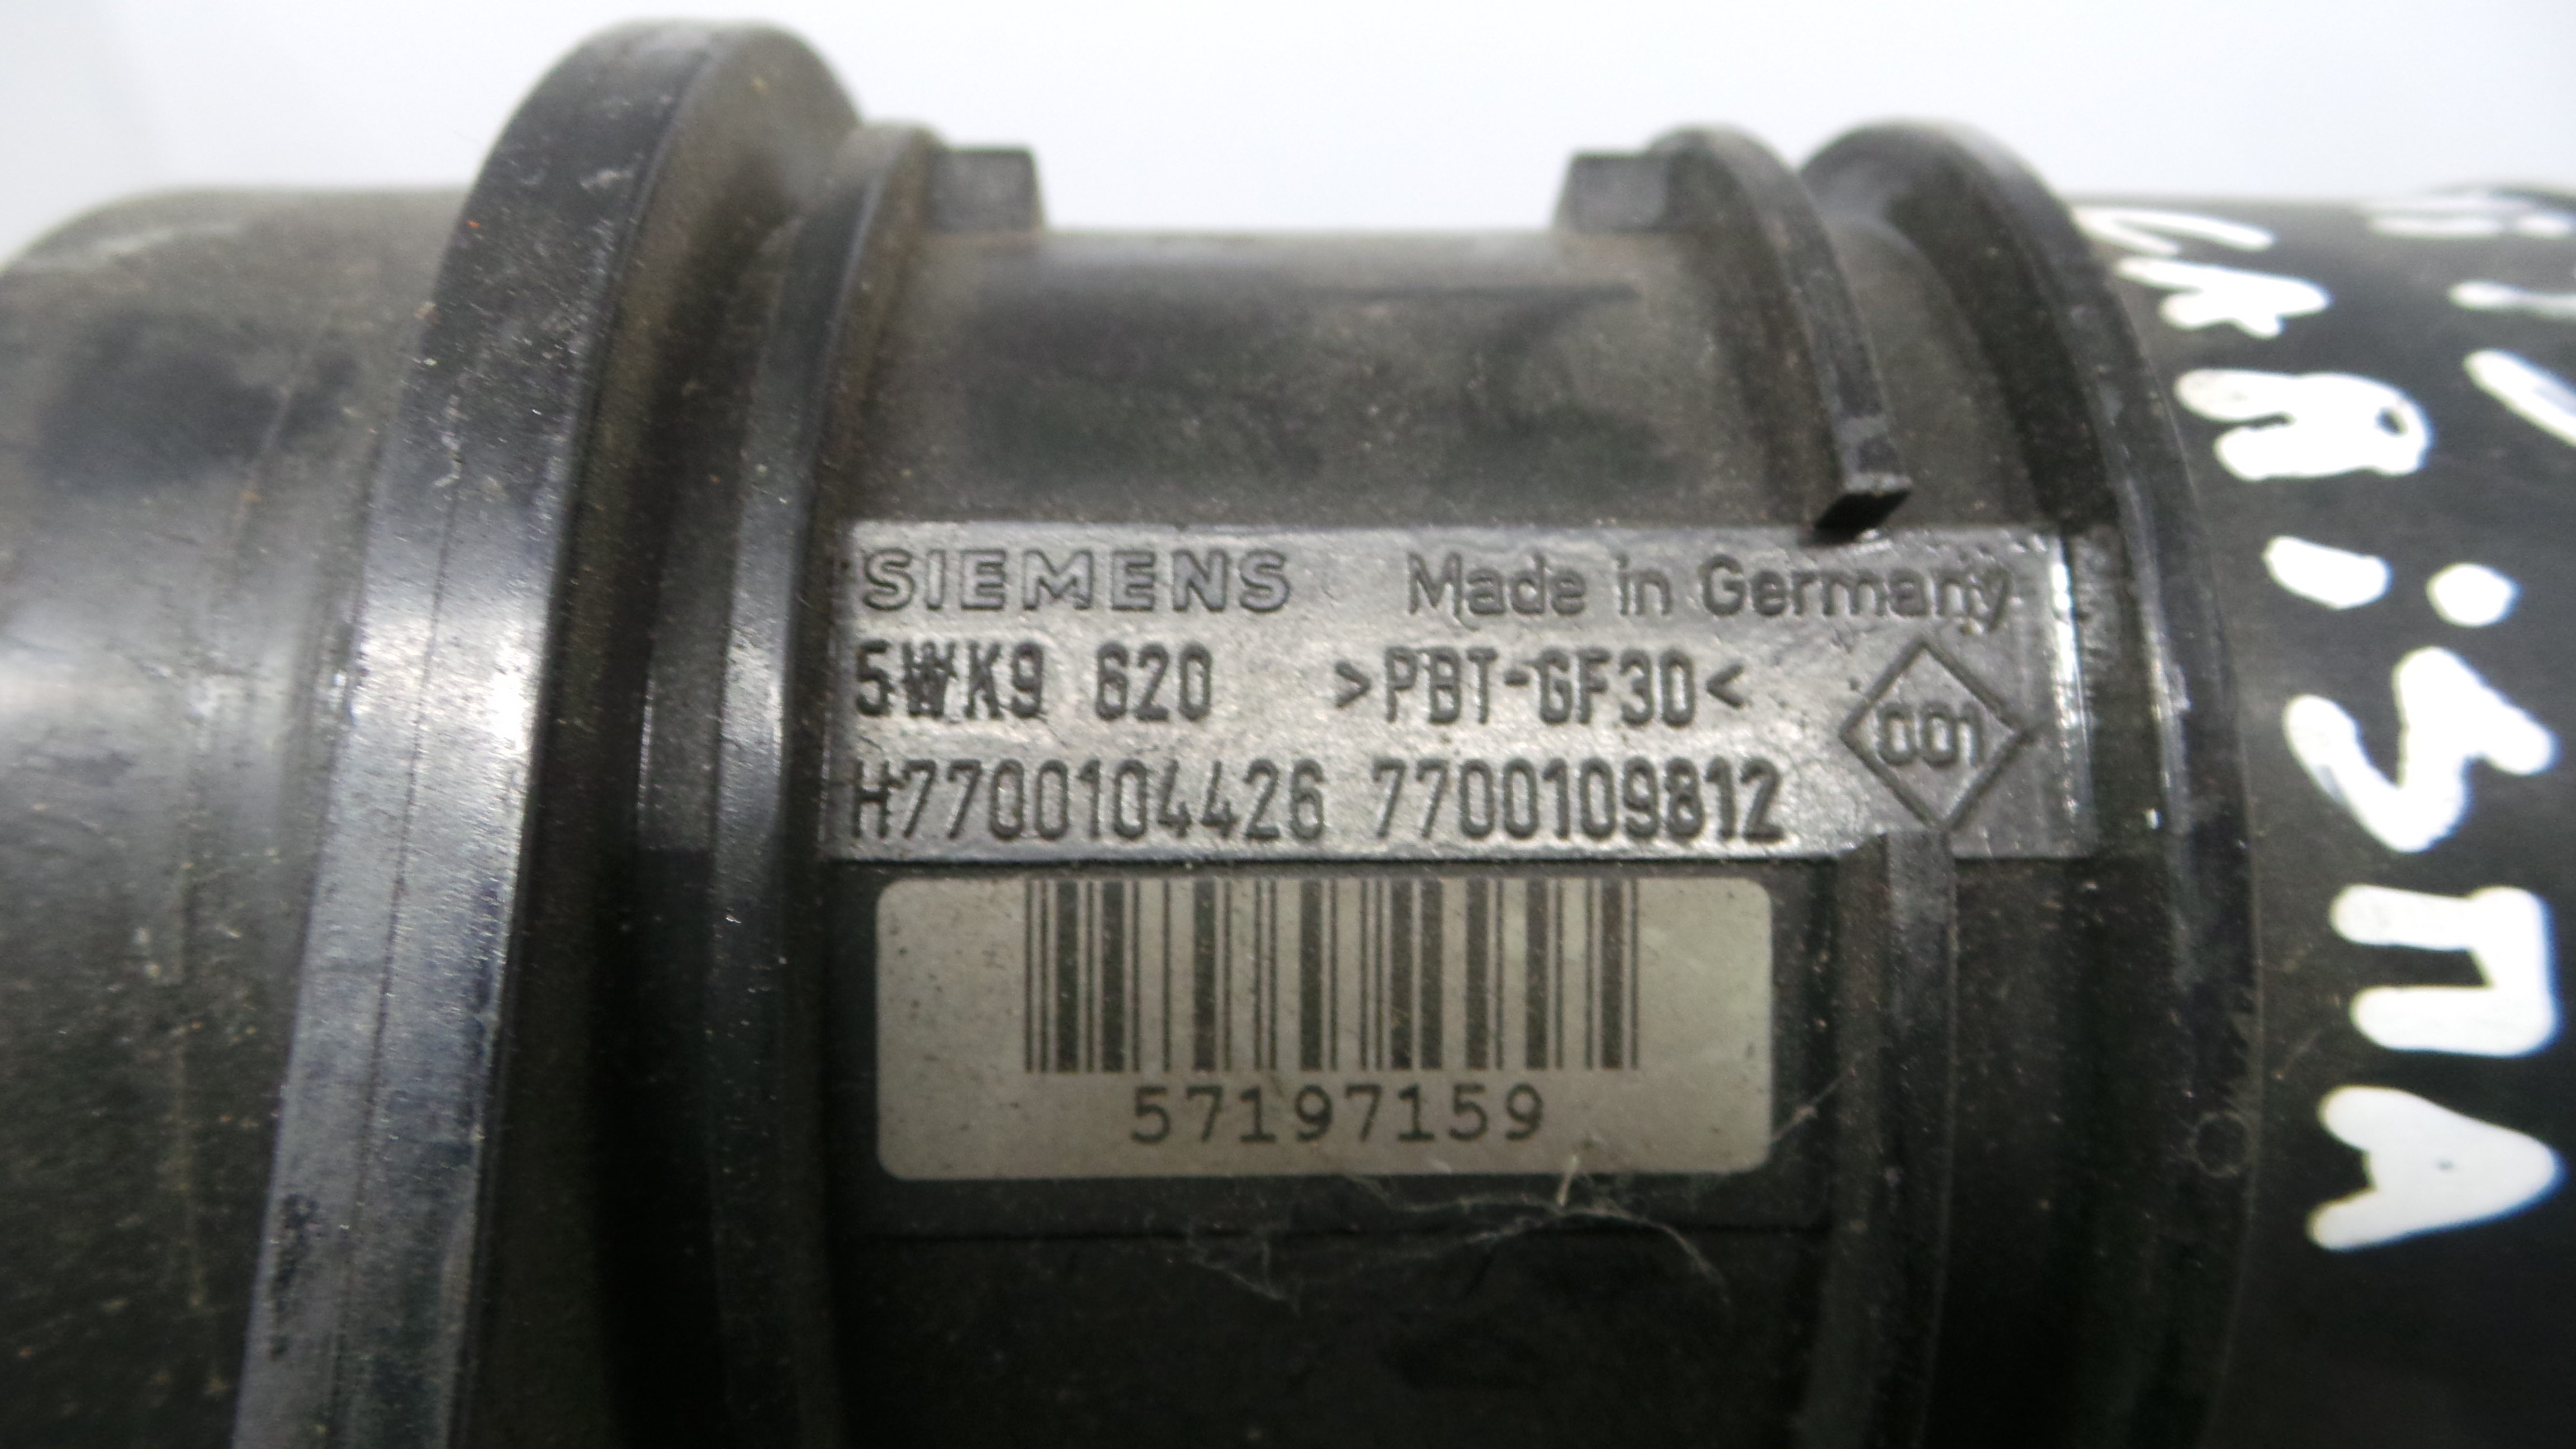 SIEMENS Made in Germany
5WK9 620 >PBT-GF30<
001
H7700104426 7700109812
57197159